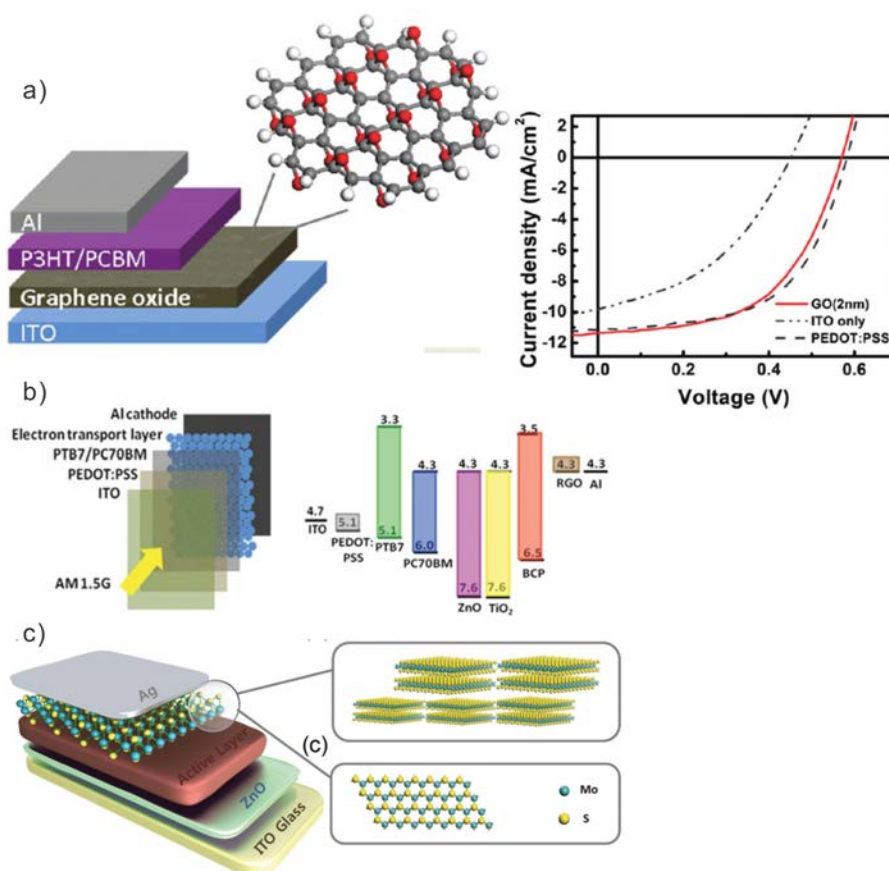 a)
Al
P3HT/PCBM
Graphene oxide
ITO
Current density (mA/cm²)
2
0
-2
-4
-6
-8
-10
-12
GO(2nm)
ITO only
PEDOT:PSS
0.0
0.2
0.4
0.6
Voltage (V)
b)
Al cathode
Electron transport layer
PTB7/PC70BM
PEDOT:PSS
ITO
AM 1.5G
4.7
ITO
5.1
PEDOT:
PSS
3.3
5.1
PTB7
4.3
6.0
PC70BM
4.3
7.6
ZnO
4.3
7.6
TiO₂
3.5
6.5
BCP
4.3
RGO
4.3
Al
c)
Ag
Active Layer
ZnO
ITO Glass
(c)
Mo
S